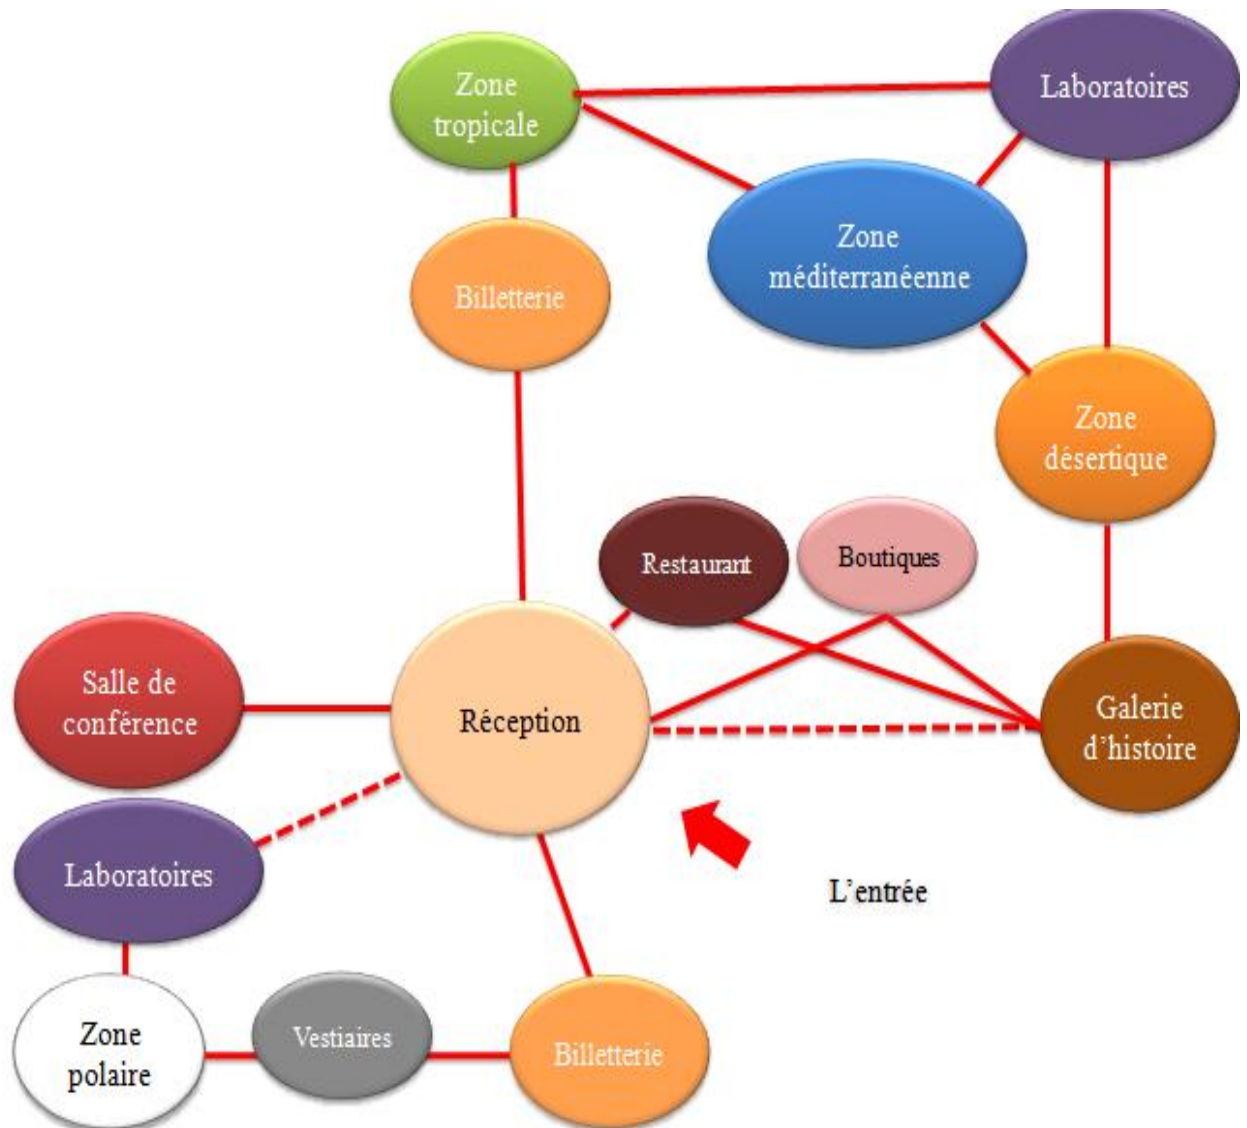 Zone
tropicale
Laboratoires
Zone
méditerranéenne
Billetterie
Zone
désertique
Restaurant
Boutiques
Salle de
conférence
Réception
Galerie
d’histoire
Laboratoires
L’entrée
Zone
polaire
Vestiaires
Billetterie